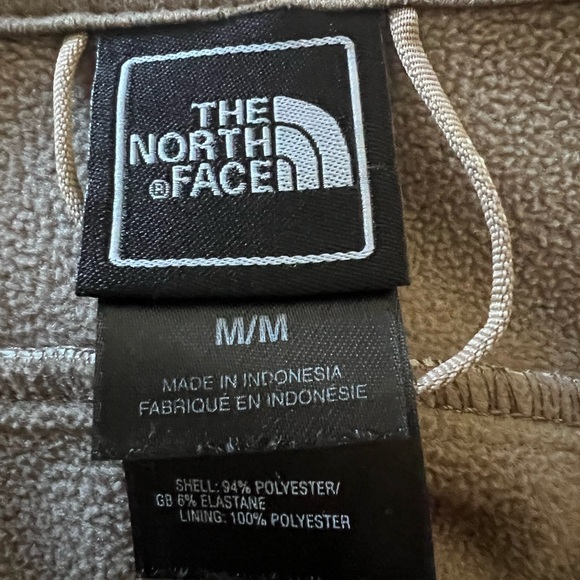 THE
NORTH
® FACE
M/M
MADE IN INDONESIA
FABRIQUÉ EN INDONÉSIE
SHELL: 94% POLYESTER/
GB 6% ELASTANE
LINING: 100% POLYESTER